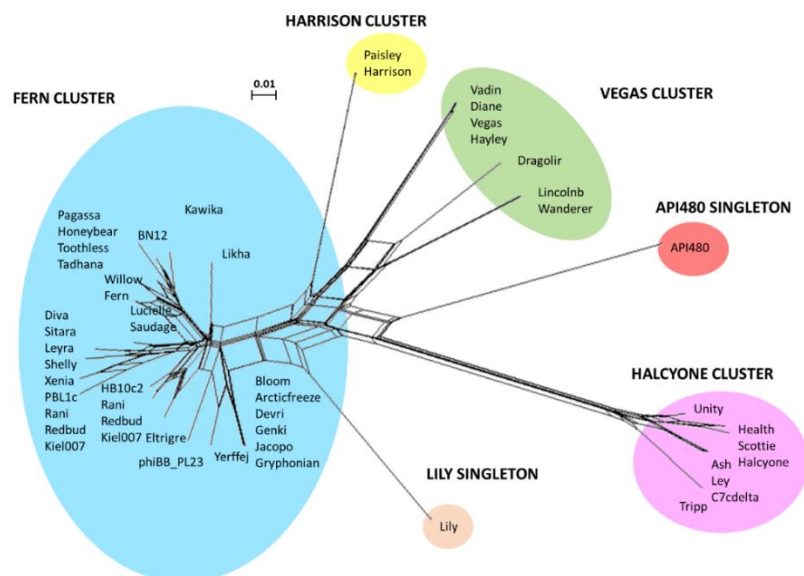 HARRISON CLUSTER
Paisley
Harrison
0.01
FERN CLUSTER
VEGAS CLUSTER
Vadin
Diane
Vegas
Hayley
Dragolir
Lincolnb
Wanderer
API480 SINGLETON
API480
Kawika
Pagassa
Honeybear
Toothless
Tadhana
BN12
Likha
Willow
Fern
Lucielle
Saudage
Diva
Sitara
Leyra
Shelly
Xenia
PBL1c
Rani
Redbud
Kiel007
HB10c2
Rani
Redbud
Kiel007
Eltrigre
phiBB_PL23
Yerffej
Bloom
Arcticfreeze
Devri
Genki
Jacopo
Gryphonian
HALCYONE CLUSTER
Unity
Health
Scottie
Halcyone
Ash
Ley
C7cdelta
Tripp
LILY SINGLETON
Lily